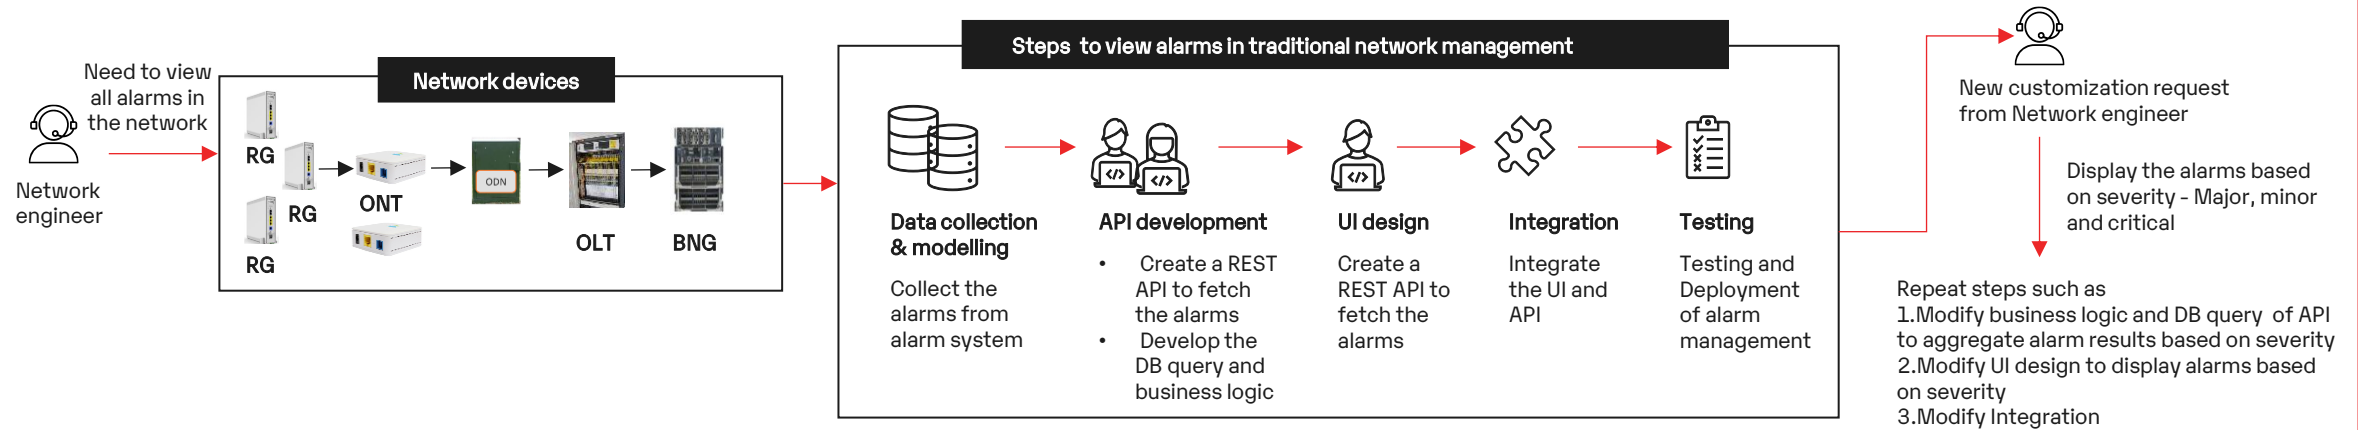 Need to view
all alarms in
the network
Network
engineer
Network devices
RG
RG
RG
ONT
ODN
OLT
BNG
Steps to view alarms in traditional network management
Data collection
& modelling
Collect the
alarms from
alarm system
API development
• Create a REST
API to fetch
the alarms
• Develop the
DB query and
business logic
UI design
Create a
REST API to
fetch the
alarms
Integration
Integrate
the UI and
API
Testing
Testing and
Deployment
of alarm
management
New customization request
from Network engineer
Display the alarms based
on severity - Major, minor
and critical
Repeat steps such as
1.Modify business logic and DB query of API
to aggregate alarm results based on severity
2.Modify UI design to display alarms based
on severity
3.Modify Integration